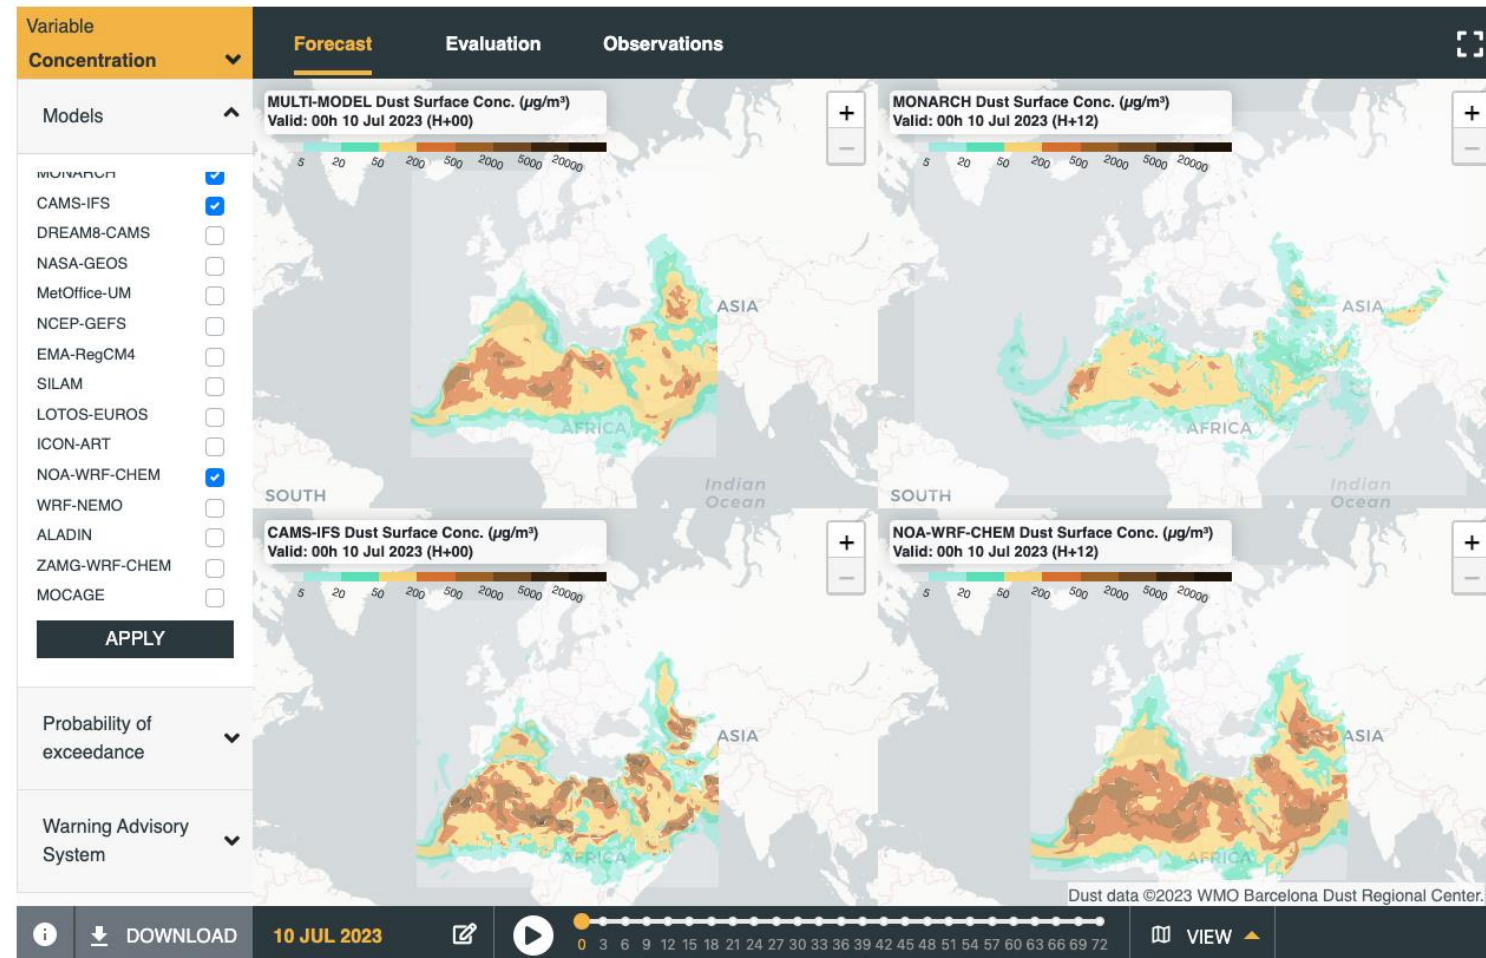 Variable
Concentration
Forecast
Evaluation
Observations
Models
MONARCH
CAMS-IFS
DREAM8-CAMS
NASA-GEOS
MetOffice-UM
NCEP-GEFS
EMA-RegCM4
SILAM
LOTOS-EUROS
ICON-ART
NOA-WRF-CHEM
WRF-NEMO
ALADIN
ZAMG-WRF-CHEM
MOCAGE
APPLY
Probability of
exceedance
Warning Advisory
System
MULTI-MODEL Dust Surface Conc. (µg/m³)
Valid: 00h 10 Jul 2023 (H+00)
5 20 50 200 500 2000 5000 20000
+
−
ASIA
AFRICA
SOUTH
Indian
Ocean
MONARCH Dust Surface Conc. (µg/m³)
Valid: 00h 10 Jul 2023 (H+12)
5 20 50 200 500 2000 5000 20000
+
−
ASIA
AFRICA
SOUTH
Indian
Ocean
CAMS-IFS Dust Surface Conc. (µg/m³)
Valid: 00h 10 Jul 2023 (H+00)
5 20 50 200 500 2000 5000 20000
+
−
ASIA
AFRICA
NOA-WRF-CHEM Dust Surface Conc. (µg/m³)
Valid: 00h 10 Jul 2023 (H+12)
5 20 50 200 500 2000 5000 20000
+
−
ASIA
AFRICA
Dust data ©2023 WMO Barcelona Dust Regional Center.
i
DOWNLOAD
10 JUL 2023
0 3 6 9 12 15 18 21 24 27 30 33 36 39 42 45 48 51 54 57 60 63 66 69 72
VIEW